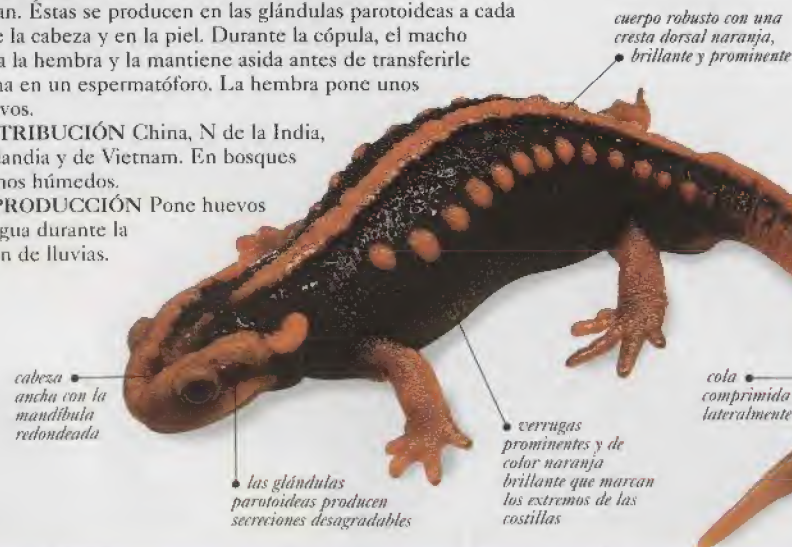 an. Éstas se producen en las glándulas parotoideas a cada
e la cabeza y en la piel. Durante la cópula, el macho
a la hembra y la mantiene asida antes de transferirle
na en un espermatóforo. La hembra pone unos
vos.
TRIBUCIÓN China, N de la India,
landia y de Vietnam. En bosques
nos húmedos.
PRODUCCIÓN Pone huevos
gua durante la
n de lluvias.
cuerpo robusto con una
cresta dorsal naranja,
brillante y prominente
cabeza
ancha con la
mandíbula
redondeada
las glándulas
parotoideas producen
secreciones desagradables
verrugas
prominentes y de
color naranja
brillante que marcan
los extremos de las
costillas
cola
comprimida
lateralmente